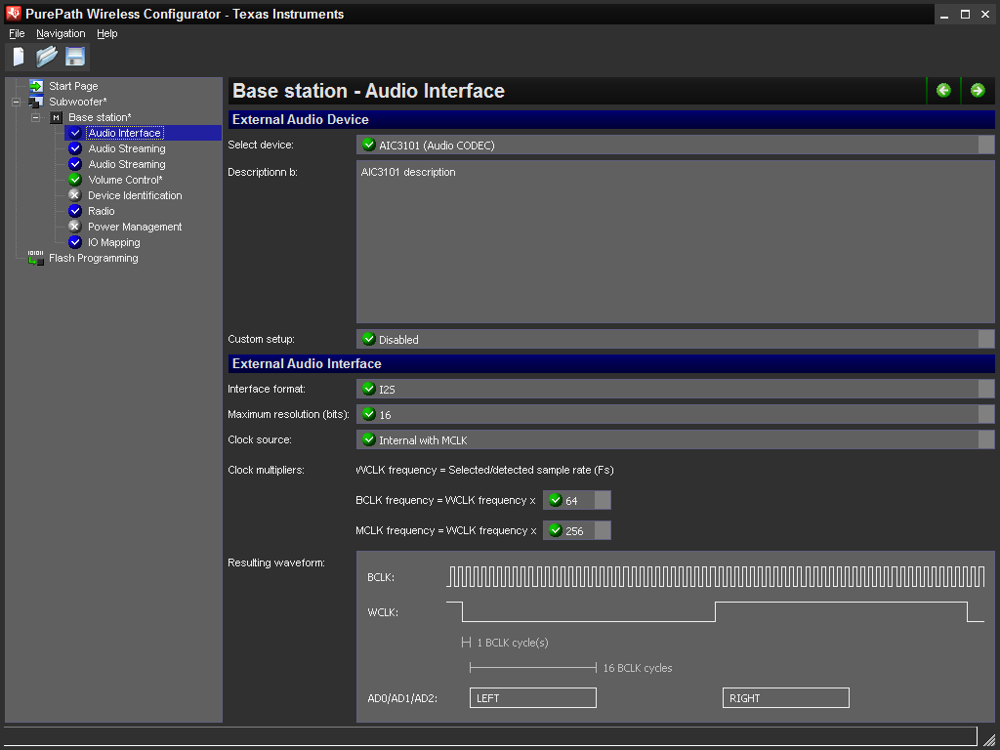 PurePath Wireless Configurator - Texas Instruments
File Navigation Help
Start Page
Subwoofer*
M Base station*
Audio Interface
Audio Streaming
Audio Streaming
Volume Control*
Device Identification
Radio
Power Management
IO Mapping
Flash Programming
Base station - Audio Interface
External Audio Device
Select device: AIC3101 (Audio CODEC)
Descriptionn b: AIC3101 description
Custom setup: Disabled
External Audio Interface
Interface format: I2S
Maximum resolution (bits): 16
Clock source: Internal with MCLK
Clock multipliers: WCLK frequency = Selected/detected sample rate (Fs)
BCLK frequency = WCLK frequency x 64
MCLK frequency = WCLK frequency x 256
Resulting waveform:
BCLK:
WCLK:
1 BCLK cycle(s)
16 BCLK cycles
AD0/AD1/AD2: LEFT RIGHT